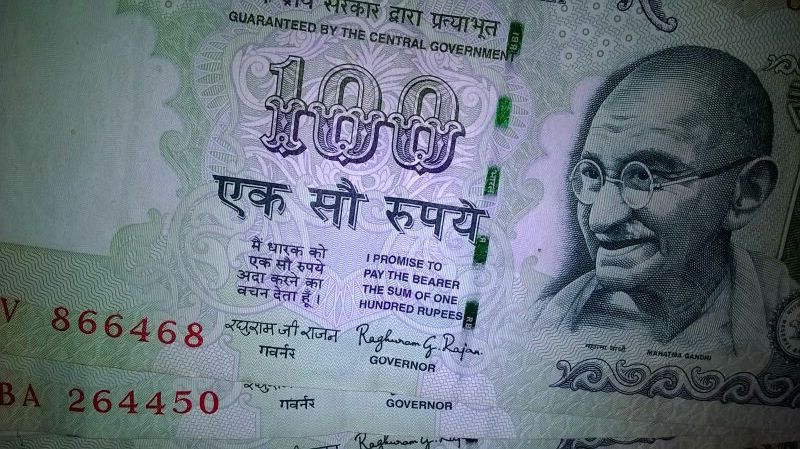 सरकार द्वारा प्रत्याभूत
GUARANTEED BY THE CENTRAL GOVERNMENT
100
एक सौ रुपये
मैं धारक को
एक सौ रुपये
अदा करने का
वचन देता हूँ।
I PROMISE TO
PAY THE BEARER
THE SUM OF ONE
HUNDRED RUPEES
रघुराम जी राजन
गवर्नर
Raghuram G. Rajan
GOVERNOR
महात्मा गांधी
MAHATMA GANDHI
V 866468
गवर्नर
GOVERNOR
BA 264450
Raghuram G. Raj